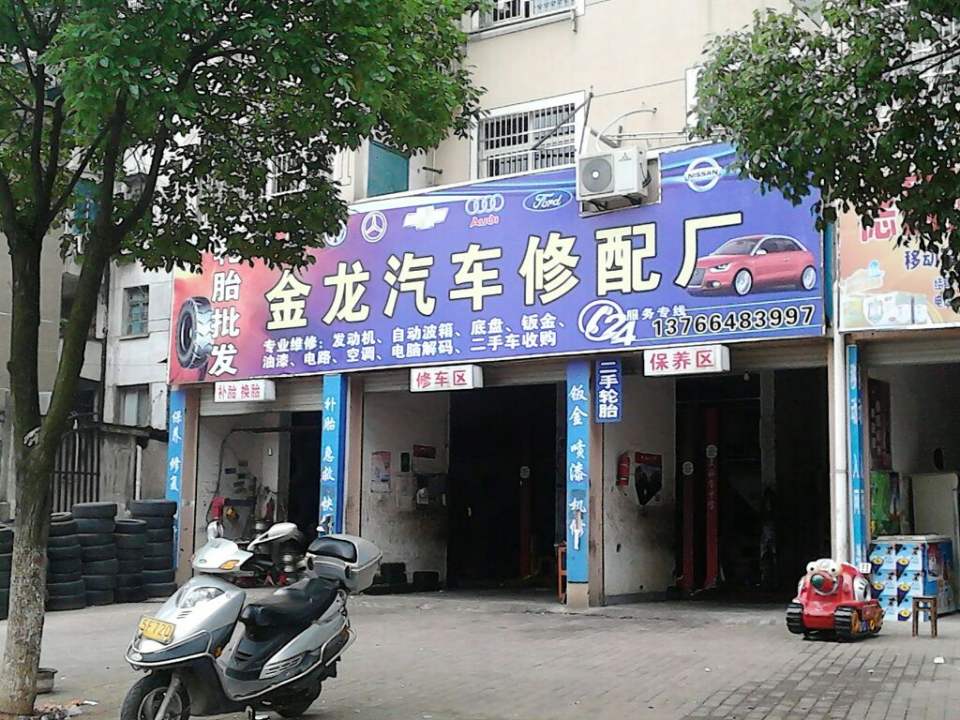 Audi
Ford
NISSAN
轮胎批发
金龙汽车修配厂
专业维修：发动机、自动波箱、底盘、钣金、
油漆、电路、空调、电脑解码、二手车收购
24
服务专线
13766483997
补胎 换胎
修车区
保养区
二手轮胎
保养 修复
补胎 急救 快
钣金 喷漆
移动